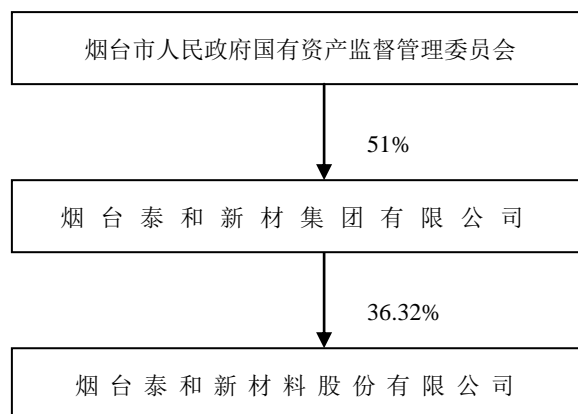 烟台市人民政府国有资产监督管理委员会
51%
烟台泰和新材集团有限公司
36.32%
烟台泰和新材料股份有限公司